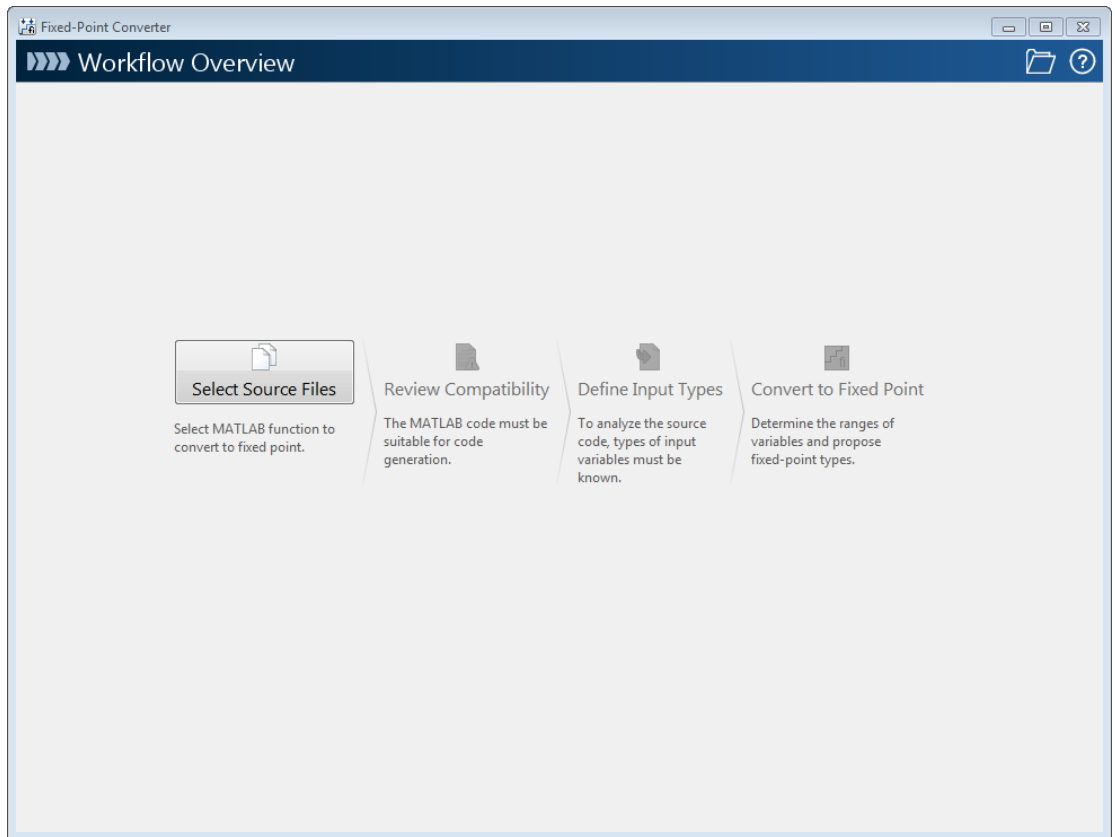 Fixed-Point Converter
Workflow Overview
Select Source Files
Select MATLAB function to
convert to fixed point.
Review Compatibility
The MATLAB code must be
suitable for code
generation.
Define Input Types
To analyze the source
code, types of input
variables must be
known.
Convert to Fixed Point
Determine the ranges of
variables and propose
fixed-point types.